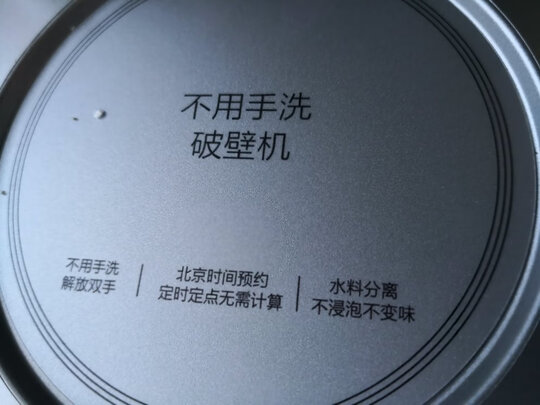 不用手洗
破壁机
不用手洗
解放双手
北京时间预约
定时定点无需计算
水料分离
不浸泡不变味